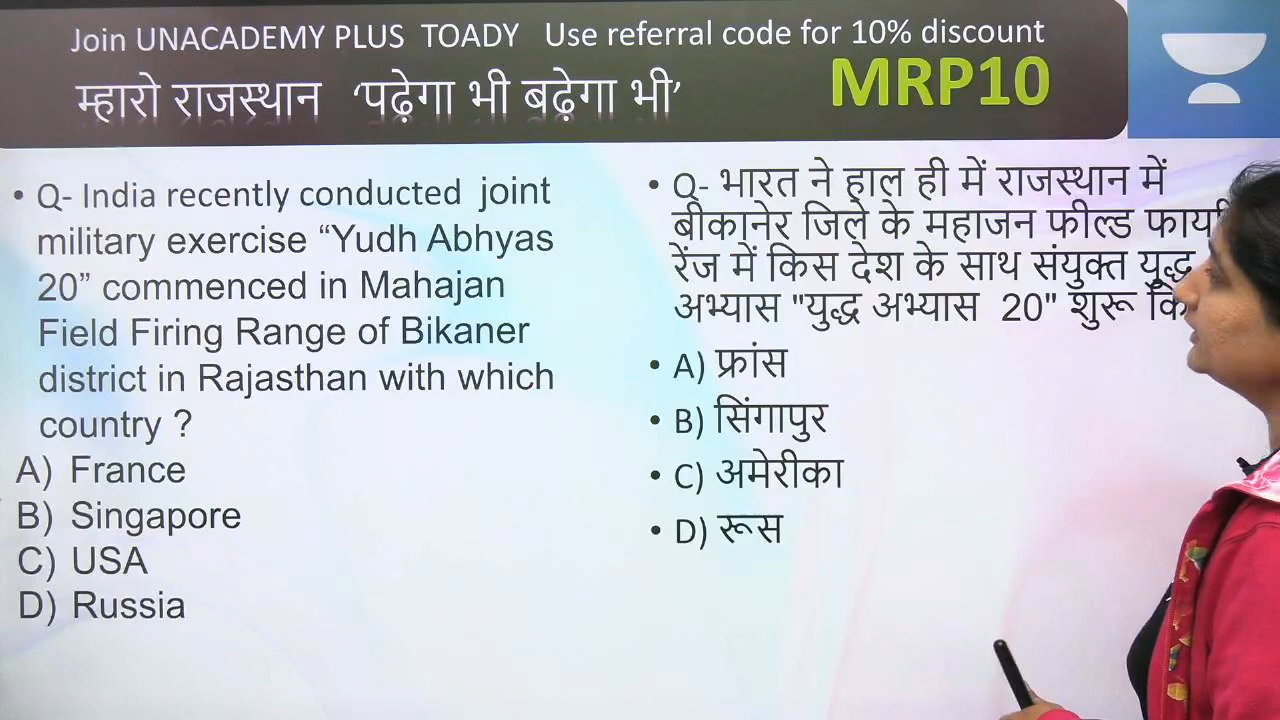 Join UNACADEMY PLUS TOADY Use referral code for 10% discount
म्हारो राजस्थान ‘पढ़ेगा भी बढ़ेगा भी’ MRP10
• Q- India recently conducted joint
military exercise “Yudh Abhyas
20” commenced in Mahajan
Field Firing Range of Bikaner
district in Rajasthan with which
country ?
A) France
B) Singapore
C) USA
D) Russia
• Q- भारत ने हाल ही में राजस्थान में
बीकानेर जिले के महाजन फील्ड
रेंज में किस देश के साथ संयुक्त युद्ध
अभ्यास "युद्ध अभ्यास 20" शुरू
• A) फ्रांस
• B) सिंगापुर
• C) अमेरीका
• D) रूस